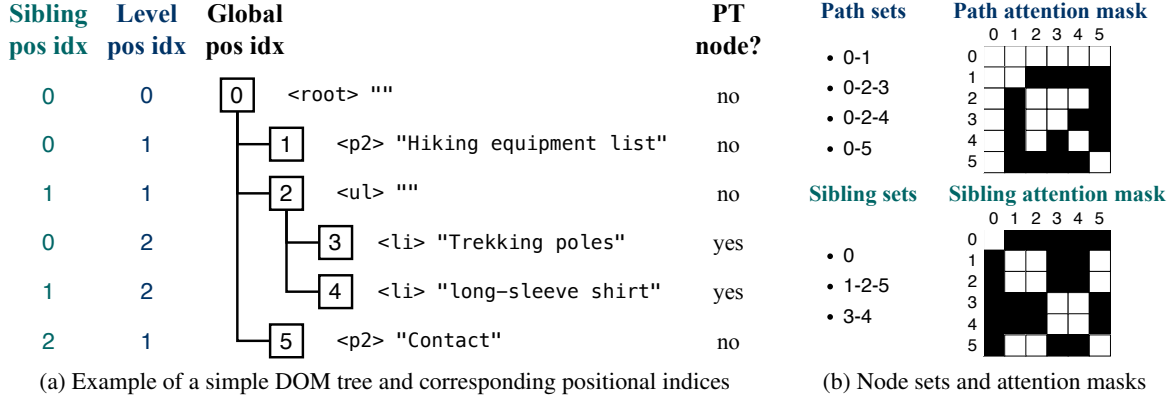 Sibling pos idx
Level pos idx
Global pos idx
PT node?
0 0 0 <root> "" no
0 1 1 <p2> "Hiking equipment list" no
1 1 2 <ul> "" no
0 2 3 <li> "Trekking poles" yes
1 2 4 <li> "long-sleeve shirt" yes
2 1 5 <p2> "Contact" no
(a) Example of a simple DOM tree and corresponding positional indices
Path sets
• 0-1
• 0-2-3
• 0-2-4
• 0-5
Path attention mask
0 1 2 3 4 5
0
1
2
3
4
5
Sibling sets
• 0
• 1-2-5
• 3-4
Sibling attention mask
0 1 2 3 4 5
0
1
2
3
4
5
(b) Node sets and attention masks